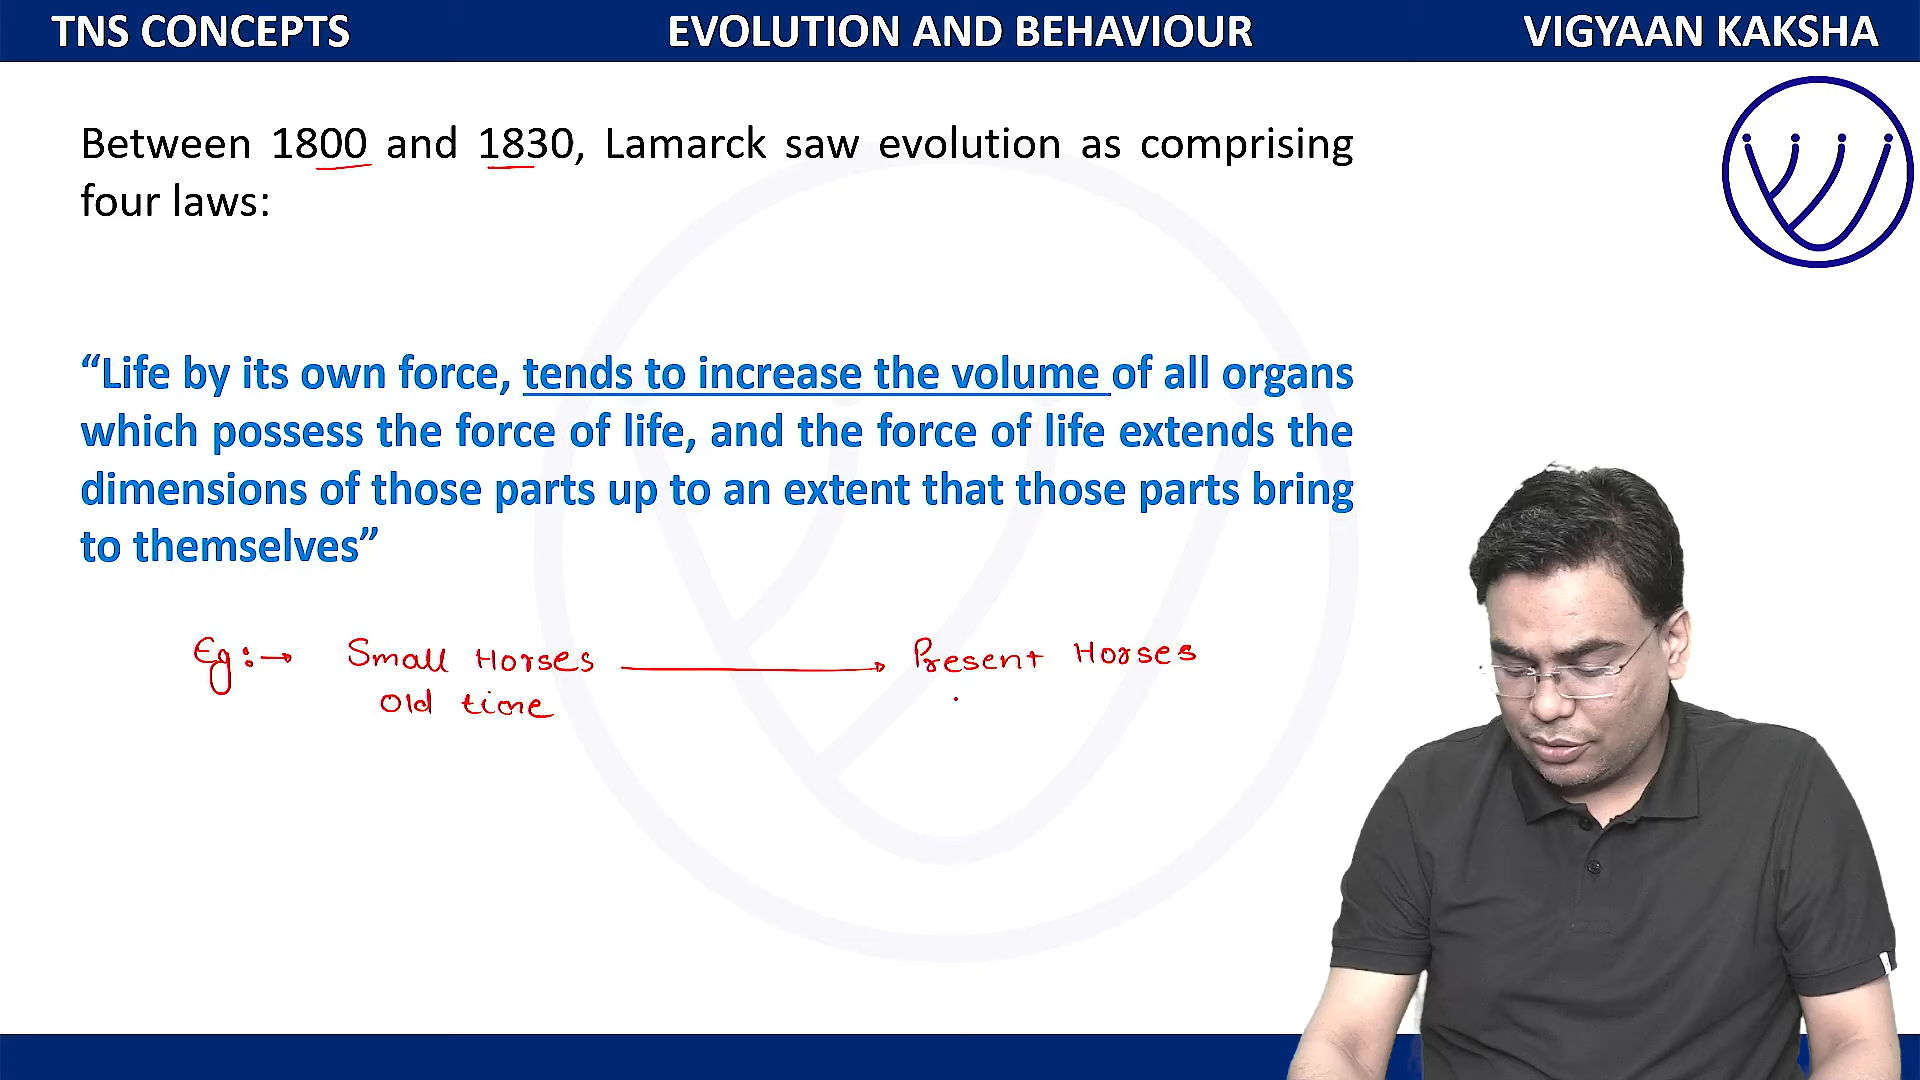 TNS CONCEPTS EVOLUTION AND BEHAVIOUR VIGYAAN KAKSHA
Between 1800 and 1830, Lamarck saw evolution as comprising
four laws:
“Life by its own force, tends to increase the volume of all organs
which possess the force of life, and the force of life extends the
dimensions of those parts up to an extent that those parts bring
to themselves”
Eg:→ Small Horses → Present Horses
Old time